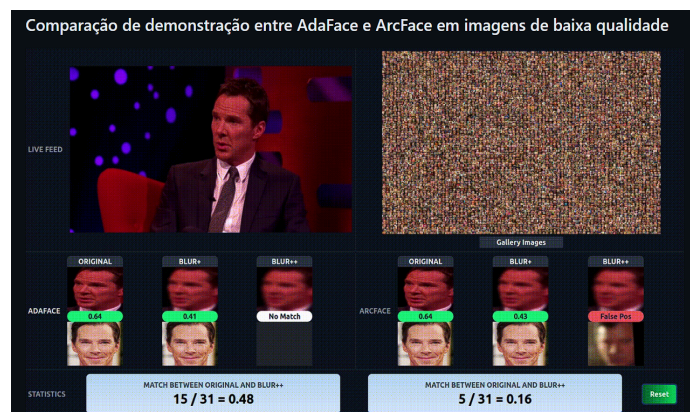 Comparação de demonstração entre AdaFace e ArcFace em imagens de baixa qualidade
LIVE FEED
Gallery Images
ORIGINAL BLUR+ BLUR++ ORIGINAL BLUR+ BLUR++
ADAFACE 0.64 0.41 No Match ARCFACE 0.64 0.43 False Pos
STATISTICS
MATCH BETWEEN ORIGINAL AND BLUR++ MATCH BETWEEN ORIGINAL AND BLUR++
15 / 31 = 0.48 5 / 31 = 0.16
Reset